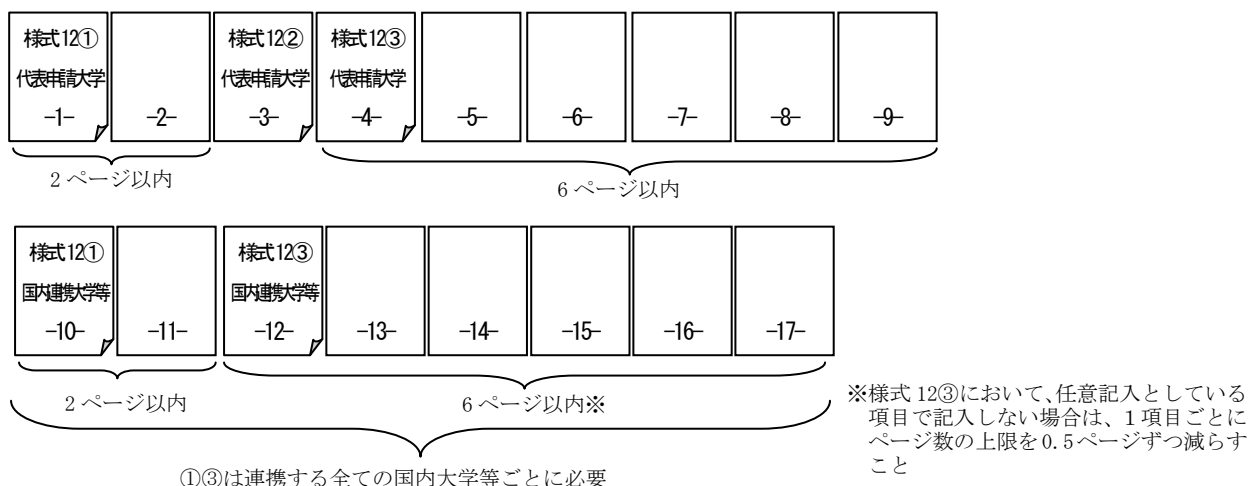 様式12① 様式12② 様式12③
代表申請大学 代表申請大学 代表申請大学
-1- -2- -3- -4- -5- -6- -7- -8- -9-
2ページ以内 6ページ以内
様式12① 様式12③
国内連携大学等 国内連携大学等
-10- -11- -12- -13- -14- -15- -16- -17-
2ページ以内 6ページ以内※
※様式12③において、任意記入としている
項目で記入しない場合は、1項目ごとに
ページ数の上限を0.5ページずつ減らす
こと
①③は連携する全ての国内大学等ごとに必要